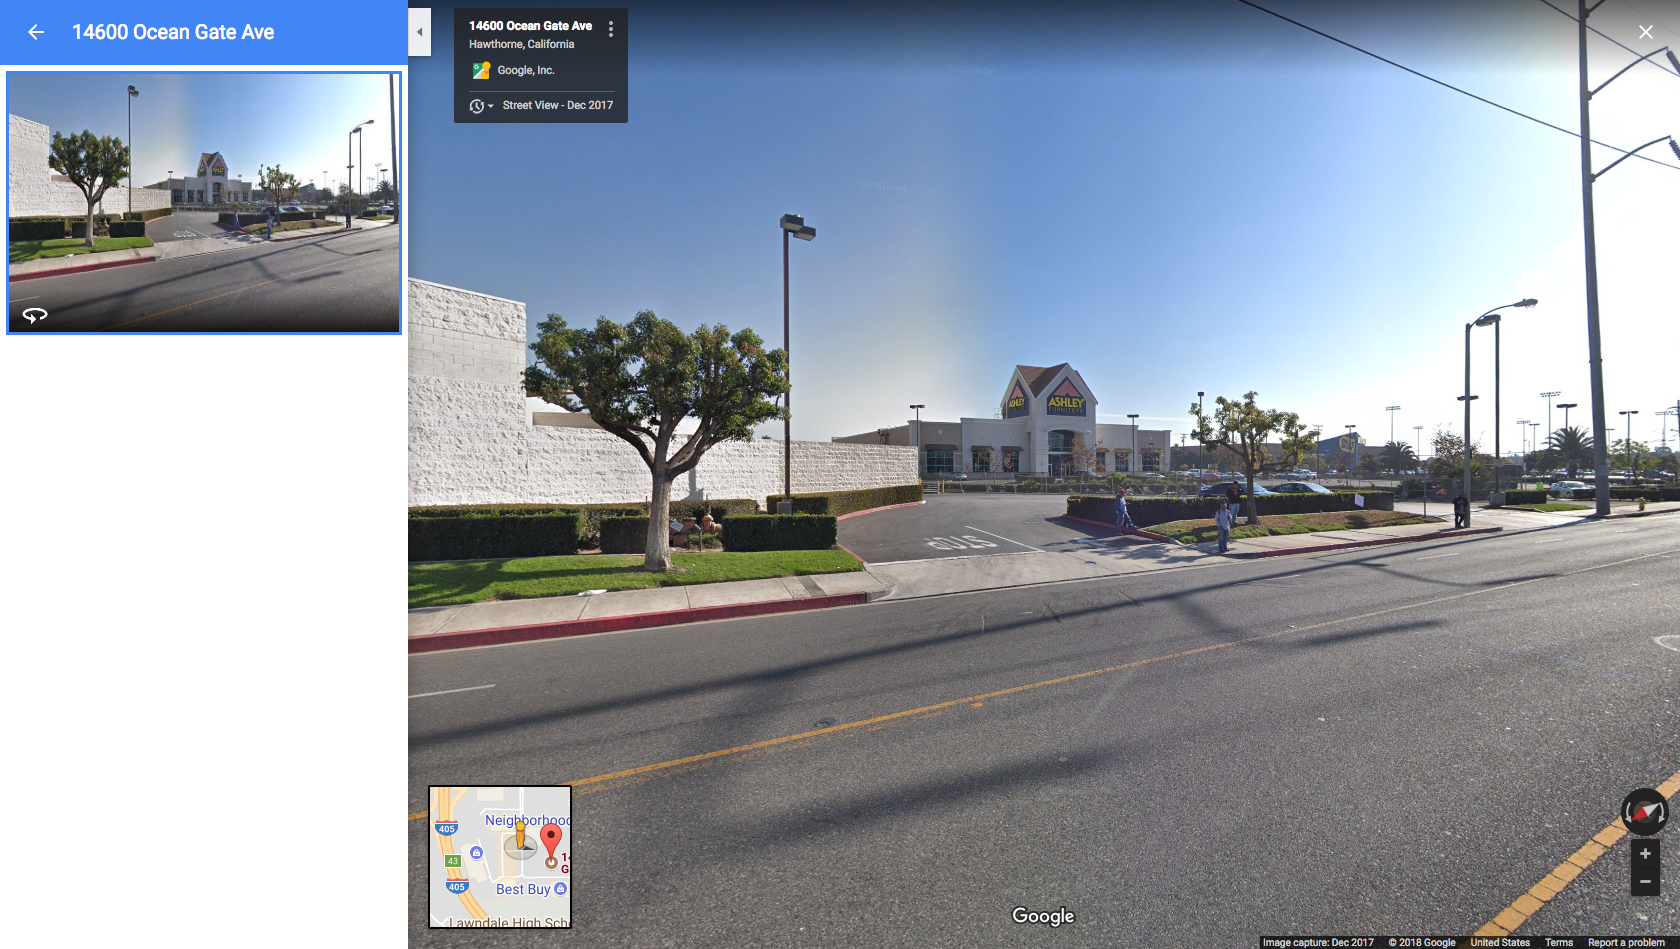 14600 Ocean Gate Ave
14600 Ocean Gate Ave
Hawthorne, California
Google, Inc.
Street View - Dec 2017
ASHLEY
ASHLEY
FURNITURE
STOP
405
Neighborhood
43
405
Best Buy
Lawndale High Sch
Google
Image capture: Dec 2017 © 2018 Google United States Terms Report a problem